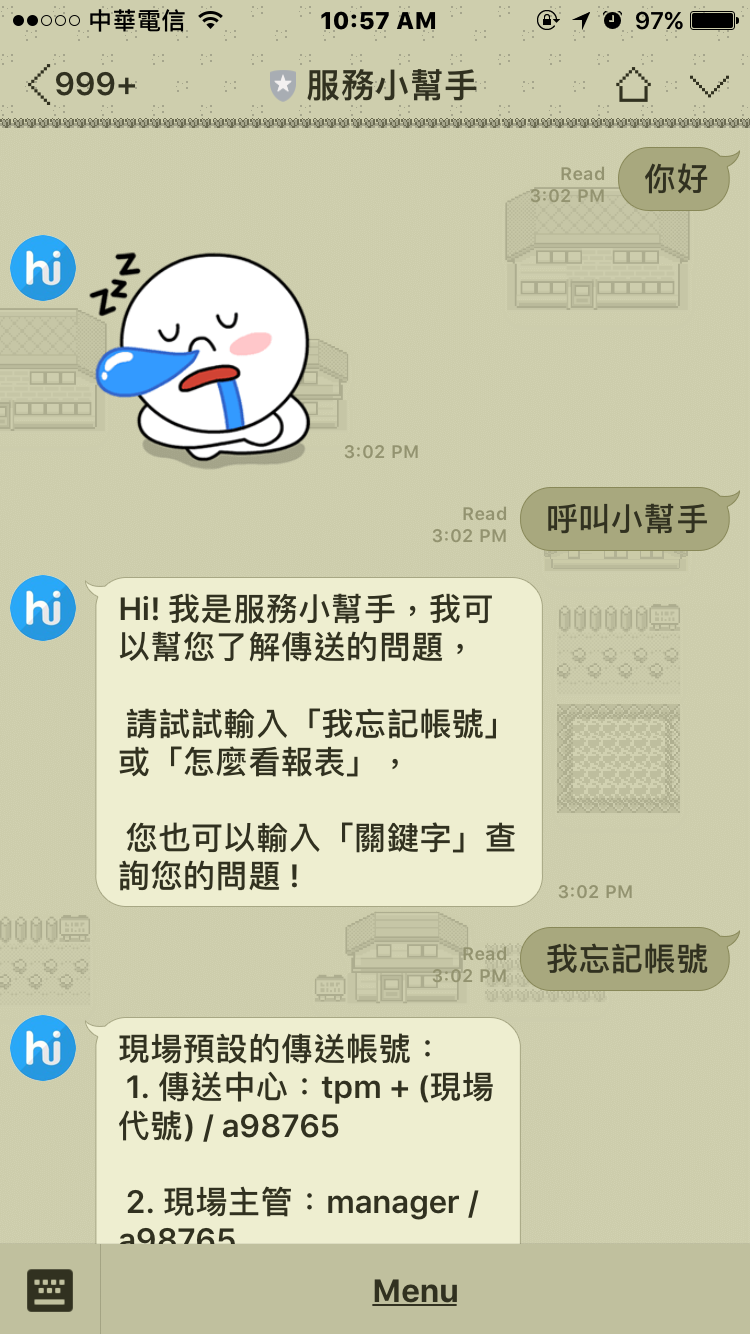 中華電信 10:57 AM 97%
999+ 服務小幫手
Read
3:02 PM
你好
hi
zzz
3:02 PM
Read
3:02 PM
呼叫小幫手
hi
Hi! 我是服務小幫手，我可
以幫您了解傳送的問題，
請試試輸入「我忘記帳號」
或「怎麼看報表」，
您也可以輸入「關鍵字」查
詢您的問題！
3:02 PM
Read
3:02 PM
我忘記帳號
hi
現場預設的傳送帳號：
1. 傳送中心：tpm + (現場
代號) / a98765
2. 現場主管：manager /
a98765
Menu